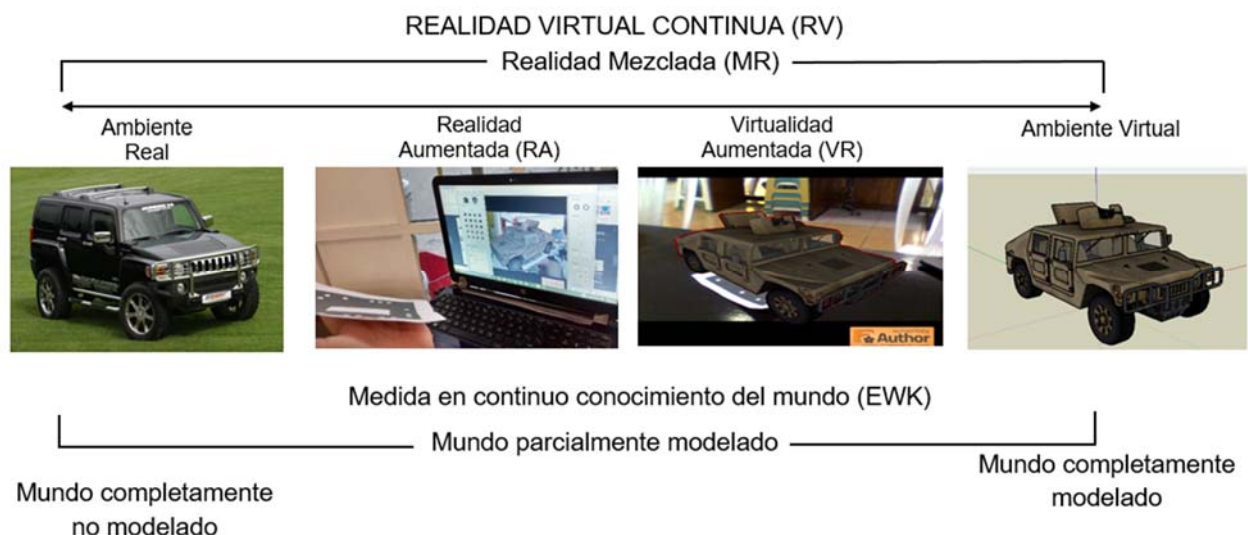 REALIDAD VIRTUAL CONTINUA (RV)
Realidad Mezclada (MR)
Ambiente
Real
Realidad
Aumentada (RA)
Virtualidad
Aumentada (VR)
Ambiente Virtual
Author
Medida en continuo conocimiento del mundo (EWK)
Mundo parcialmente modelado
Mundo completamente
no modelado
Mundo completamente
modelado